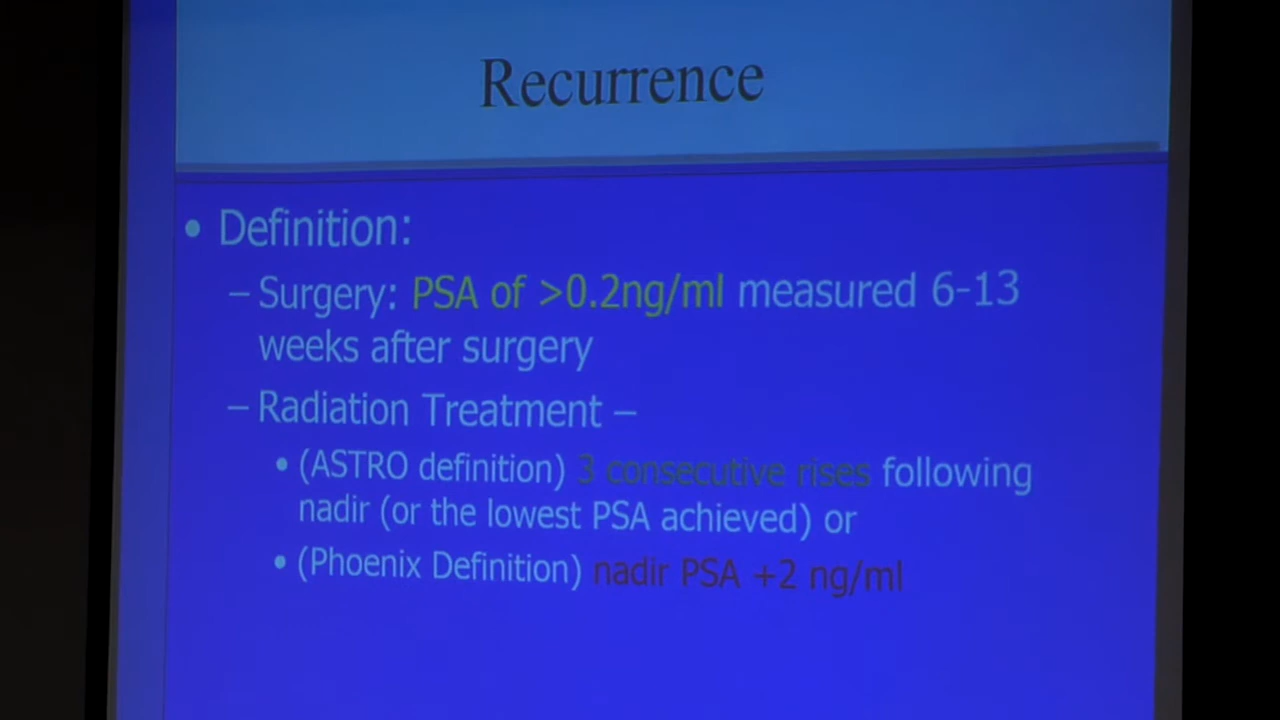 Recurrence
• Definition:
– Surgery: PSA of >0.2ng/ml measured 6-13
weeks after surgery
– Radiation Treatment –
• (ASTRO definition) 3 consecutive rises following
nadir (or the lowest PSA achieved) or
• (Phoenix Definition) nadir PSA +2 ng/ml